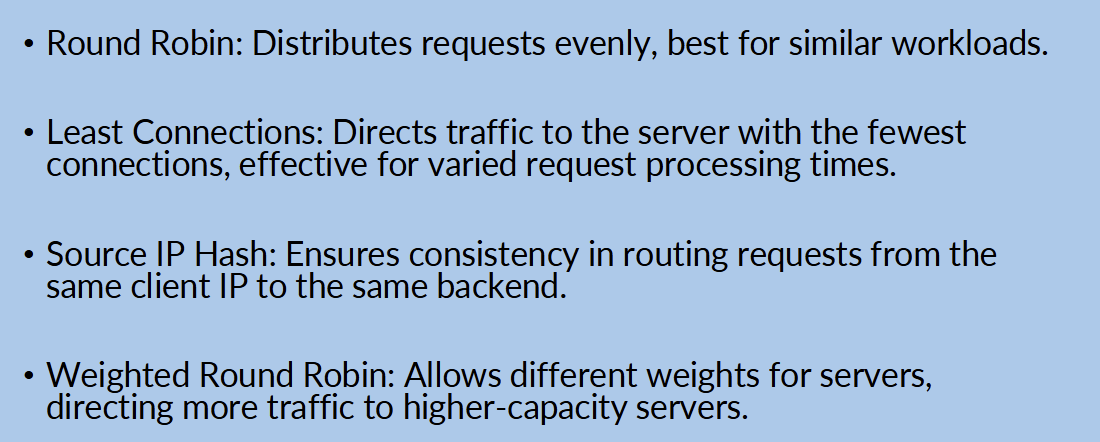 • Round Robin: Distributes requests evenly, best for similar workloads.
• Least Connections: Directs traffic to the server with the fewest
connections, effective for varied request processing times.
• Source IP Hash: Ensures consistency in routing requests from the
same client IP to the same backend.
• Weighted Round Robin: Allows different weights for servers,
directing more traffic to higher-capacity servers.